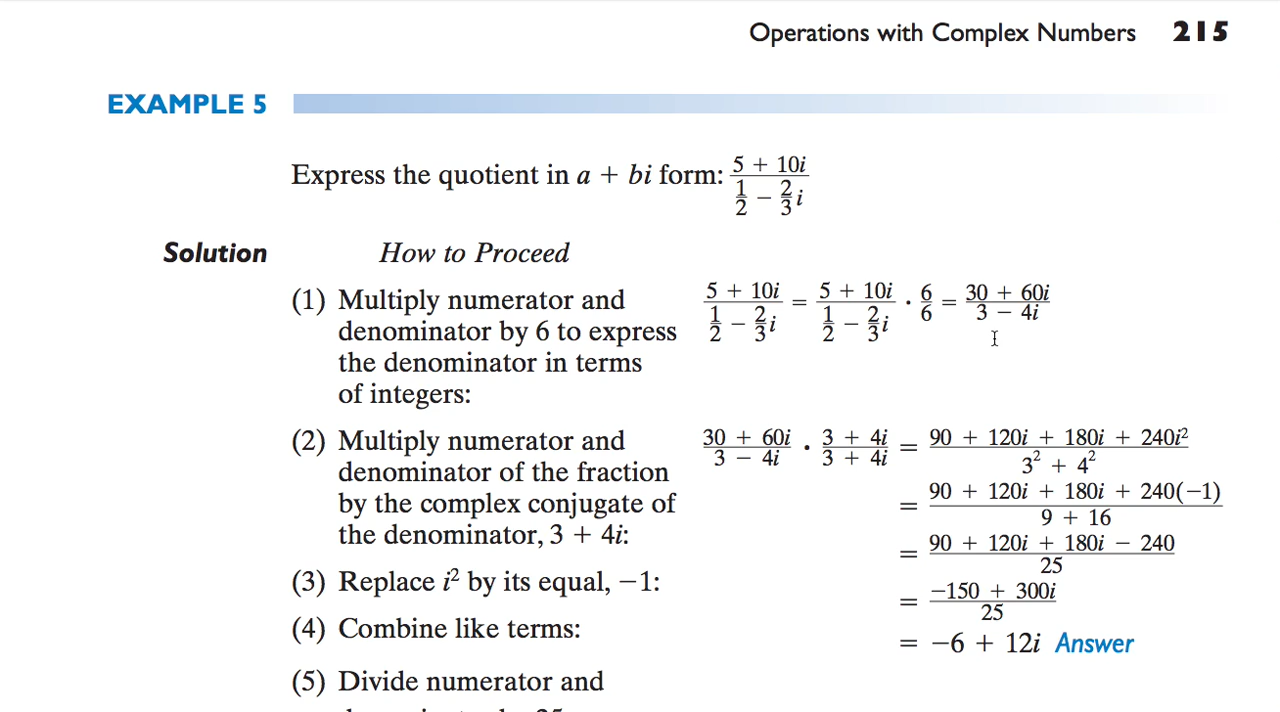 Operations with Complex Numbers 215
EXAMPLE 5
Express the quotient in a + bi form: (5 + 10i)/(1/2 − 2/3 i)
Solution How to Proceed
(1) Multiply numerator and
denominator by 6 to express
the denominator in terms
of integers:
(5 + 10i)/(1/2 − 2/3 i) = (5 + 10i)/(1/2 − 2/3 i) · 6/6 = (30 + 60i)/(3 − 4i)
(2) Multiply numerator and
denominator of the fraction
by the complex conjugate of
the denominator, 3 + 4i:
(30 + 60i)/(3 − 4i) · (3 + 4i)/(3 + 4i) = (90 + 120i + 180i + 240i²)/(3² + 4²)
= (90 + 120i + 180i + 240(−1))/(9 + 16)
= (90 + 120i + 180i − 240)/25
(3) Replace i² by its equal, −1:
= (−150 + 300i)/25
(4) Combine like terms:
= −6 + 12i Answer
(5) Divide numerator and